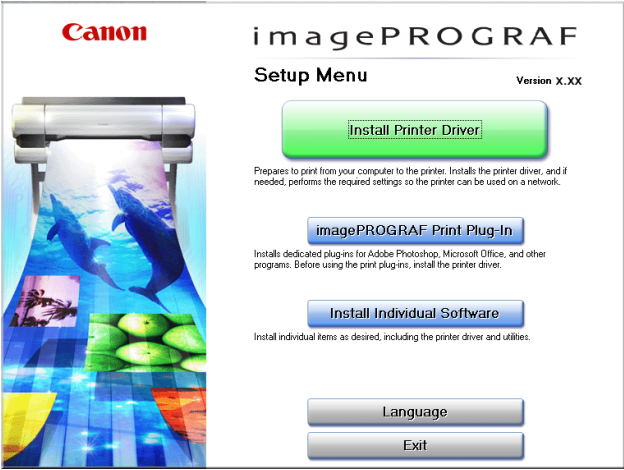 Canon
imagePROGRAF
Setup Menu
Version X.XX
Install Printer Driver
Prepares to print from your computer to the printer. Installs the printer driver, and if
needed, performs the required settings so the printer can be used on a network.
imagePROGRAF Print Plug-In
Installs dedicated plug-ins for Adobe Photoshop, Microsoft Office, and other
programs. Before using the print plug-ins, install the printer driver.
Install Individual Software
Install individual items as desired, including the printer driver and utilities.
Language
Exit